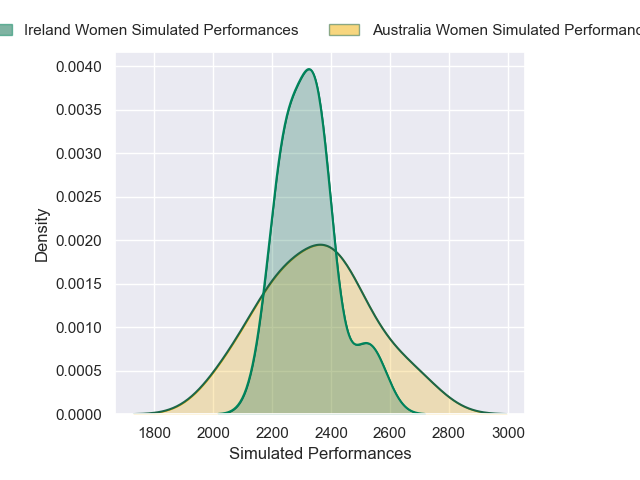 Ireland Women Simulated Performances
Australia Women Simulated
0.0040
0.0035
0.0030
0.0025
0.0020
0.0015
0.0010
0.0005
0.0000
Density
1800 2000 2200 2400 2600 2800 3000
Simulated Performances